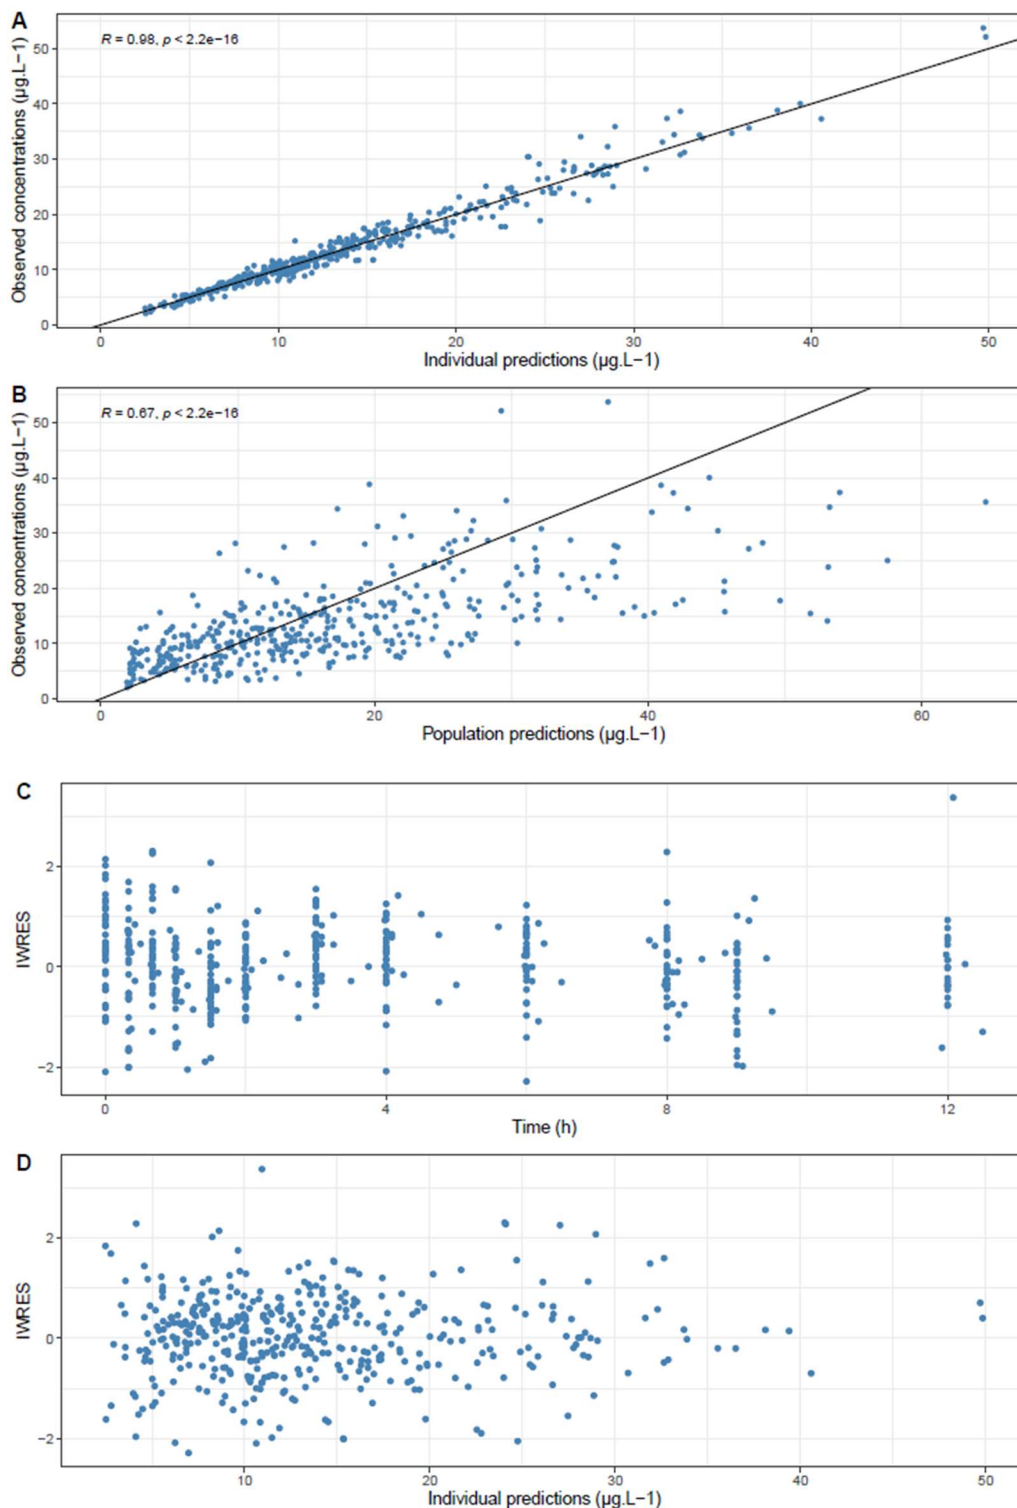 A
R = 0.98, p < 2.2e−16
Observed concentrations (µg.L−1)
50
40
30
20
10
0
0 10 20 30 40 50
Individual predictions (µg.L−1)
B
R = 0.67, p < 2.2e−16
Observed concentrations (µg.L−1)
50
40
30
20
10
0
0 20 40 60
Population predictions (µg.L−1)
C
IWRES
2
0
−2
0 4 8 12
Time (h)
D
IWRES
2
0
−2
10 20 30 40 50
Individual predictions (µg.L−1)